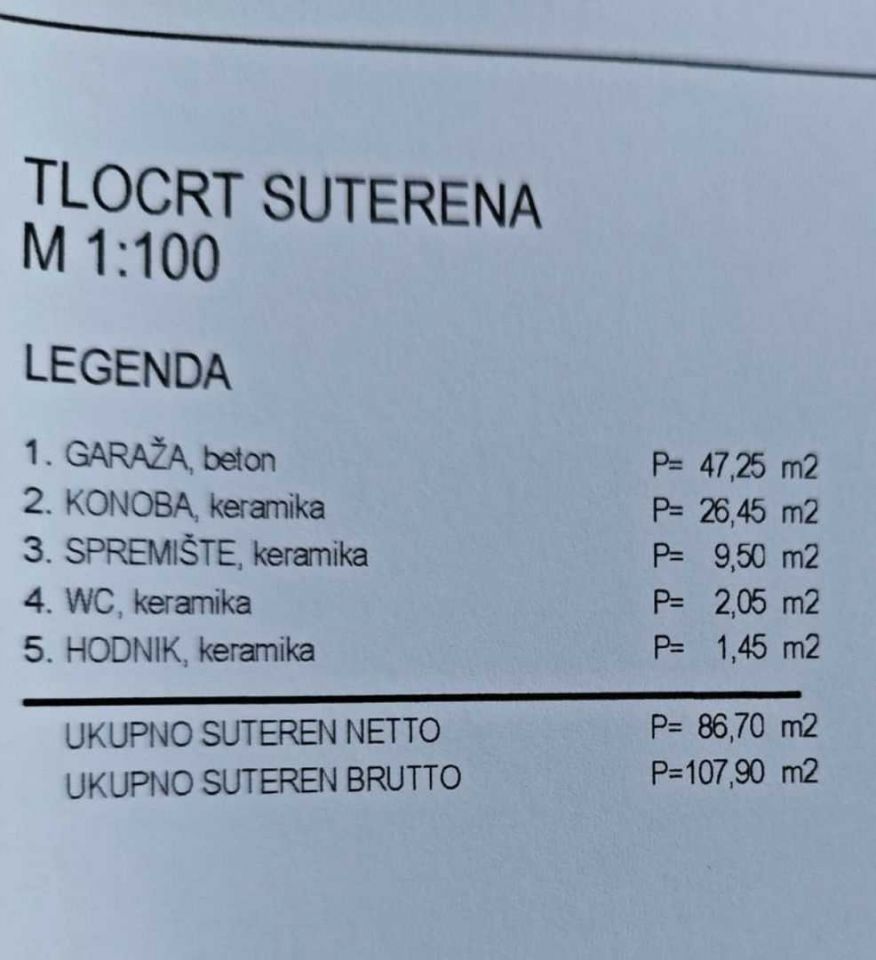 TLOCRT SUTERENA
M 1:100
LEGENDA
1. GARAŽA, beton P= 47,25 m2
2. KONOBA, keramika P= 26,45 m2
3. SPREMIŠTE, keramika P= 9,50 m2
4. WC, keramika P= 2,05 m2
5. HODNIK, keramika P= 1,45 m2
UKUPNO SUTEREN NETTO P= 86,70 m2
UKUPNO SUTEREN BRUTTO P=107,90 m2